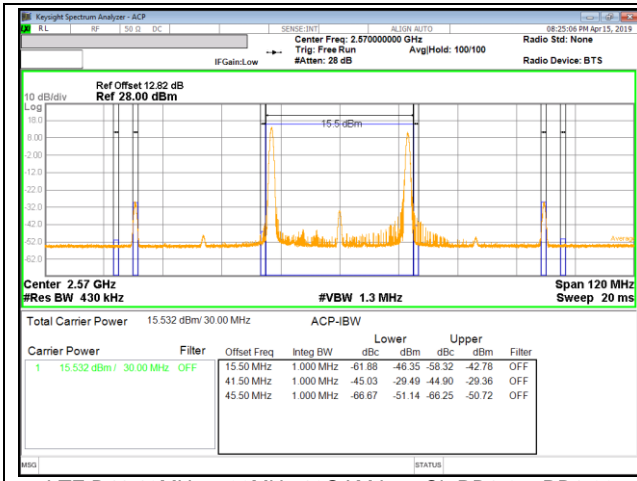 Keysight Spectrum Analyzer - ACP
RL RF 50 Ω DC SENSE:INT ALIGN AUTO 08:25:06 PM Apr 15, 2019
Center Freq: 2.570000000 GHz Radio Std: None
Trig: Free Run Avg|Hold: 100/100
IFGain:Low #Atten: 28 dB Radio Device: BTS
Ref Offset 12.82 dB
10 dB/div Ref 28.00 dBm
Log
18.0
15.5 dBm
8.00
-2.00
-12.0
-22.0
-32.0
-42.0
-52.0
Average
-62.0
Center 2.57 GHz Span 120 MHz
#Res BW 430 kHz #VBW 1.3 MHz Sweep 20 ms
Total Carrier Power 15.532 dBm/ 30.00 MHz ACP-IBW
Lower Upper
Carrier Power Filter Offset Freq Integ BW dBc dBm dBc dBm Filter
1 15.532 dBm / 30.00 MHz OFF 15.50 MHz 1.000 MHz -61.88 -46.35 -58.32 -42.78 OFF
41.50 MHz 1.000 MHz -45.03 -29.49 -44.90 -29.36 OFF
45.50 MHz 1.000 MHz -66.67 -51.14 -66.25 -50.72 OFF
MSG STATUS